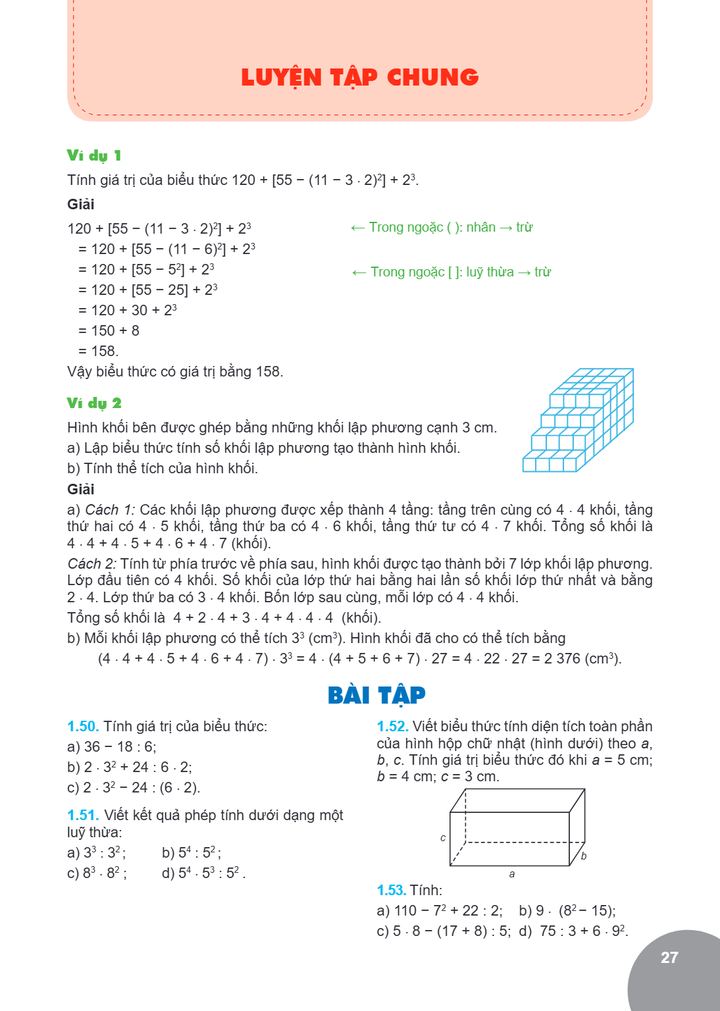 LUYỆN TẬP CHUNG
Ví dụ 1
Tính giá trị của biểu thức 120 + [55 − (11 − 3 · 2)²] + 2³.
Giải
120 + [55 − (11 − 3 · 2)²] + 2³
← Trong ngoặc ( ): nhân → trừ
= 120 + [55 − (11 − 6)²] + 2³
= 120 + [55 − 5²] + 2³
← Trong ngoặc [ ]: luỹ thừa → trừ
= 120 + [55 − 25] + 2³
= 120 + 30 + 2³
= 150 + 8
= 158.
Vậy biểu thức có giá trị bằng 158.
Ví dụ 2
Hình khối bên được ghép bằng những khối lập phương cạnh 3 cm.
a) Lập biểu thức tính số khối lập phương tạo thành hình khối.
b) Tính thể tích của hình khối.
Giải
a) Cách 1: Các khối lập phương được xếp thành 4 tầng: tầng trên cùng có 4 · 4 khối, tầng
thứ hai có 4 · 5 khối, tầng thứ ba có 4 · 6 khối, tầng thứ tư có 4 · 7 khối. Tổng số khối là
4 · 4 + 4 · 5 + 4 · 6 + 4 · 7 (khối).
Cách 2: Tính từ phía trước về phía sau, hình khối được tạo thành bởi 7 lớp khối lập phương.
Lớp đầu tiên có 4 khối. Số khối của lớp thứ hai bằng hai lần số khối lớp thứ nhất và bằng
2 · 4. Lớp thứ ba có 3 · 4 khối. Bốn lớp sau cùng, mỗi lớp có 4 · 4 khối.
Tổng số khối là 4 + 2 · 4 + 3 · 4 + 4 · 4 · 4 (khối).
b) Mỗi khối lập phương có thể tích 3³ (cm³). Hình khối đã cho có thể tích bằng
(4 · 4 + 4 · 5 + 4 · 6 + 4 · 7) · 3³ = 4 · (4 + 5 + 6 + 7) · 27 = 4 · 22 · 27 = 2 376 (cm³).
BÀI TẬP
1.50. Tính giá trị của biểu thức:
a) 36 − 18 : 6;
b) 2 · 3² + 24 : 6 · 2;
c) 2 · 3² − 24 : (6 · 2).
1.51. Viết kết quả phép tính dưới dạng một
luỹ thừa:
a) 3³ : 3² ; b) 5⁴ : 5² ;
c) 8³ · 8² ; d) 5⁴ · 5³ : 5² .
1.52. Viết biểu thức tính diện tích toàn phần
của hình hộp chữ nhật (hình dưới) theo a,
b, c. Tính giá trị biểu thức đó khi a = 5 cm;
b = 4 cm; c = 3 cm.
c
b
a
1.53. Tính:
a) 110 − 7² + 22 : 2; b) 9 · (8² − 15);
c) 5 · 8 − (17 + 8) : 5; d) 75 : 3 + 6 · 9².
27